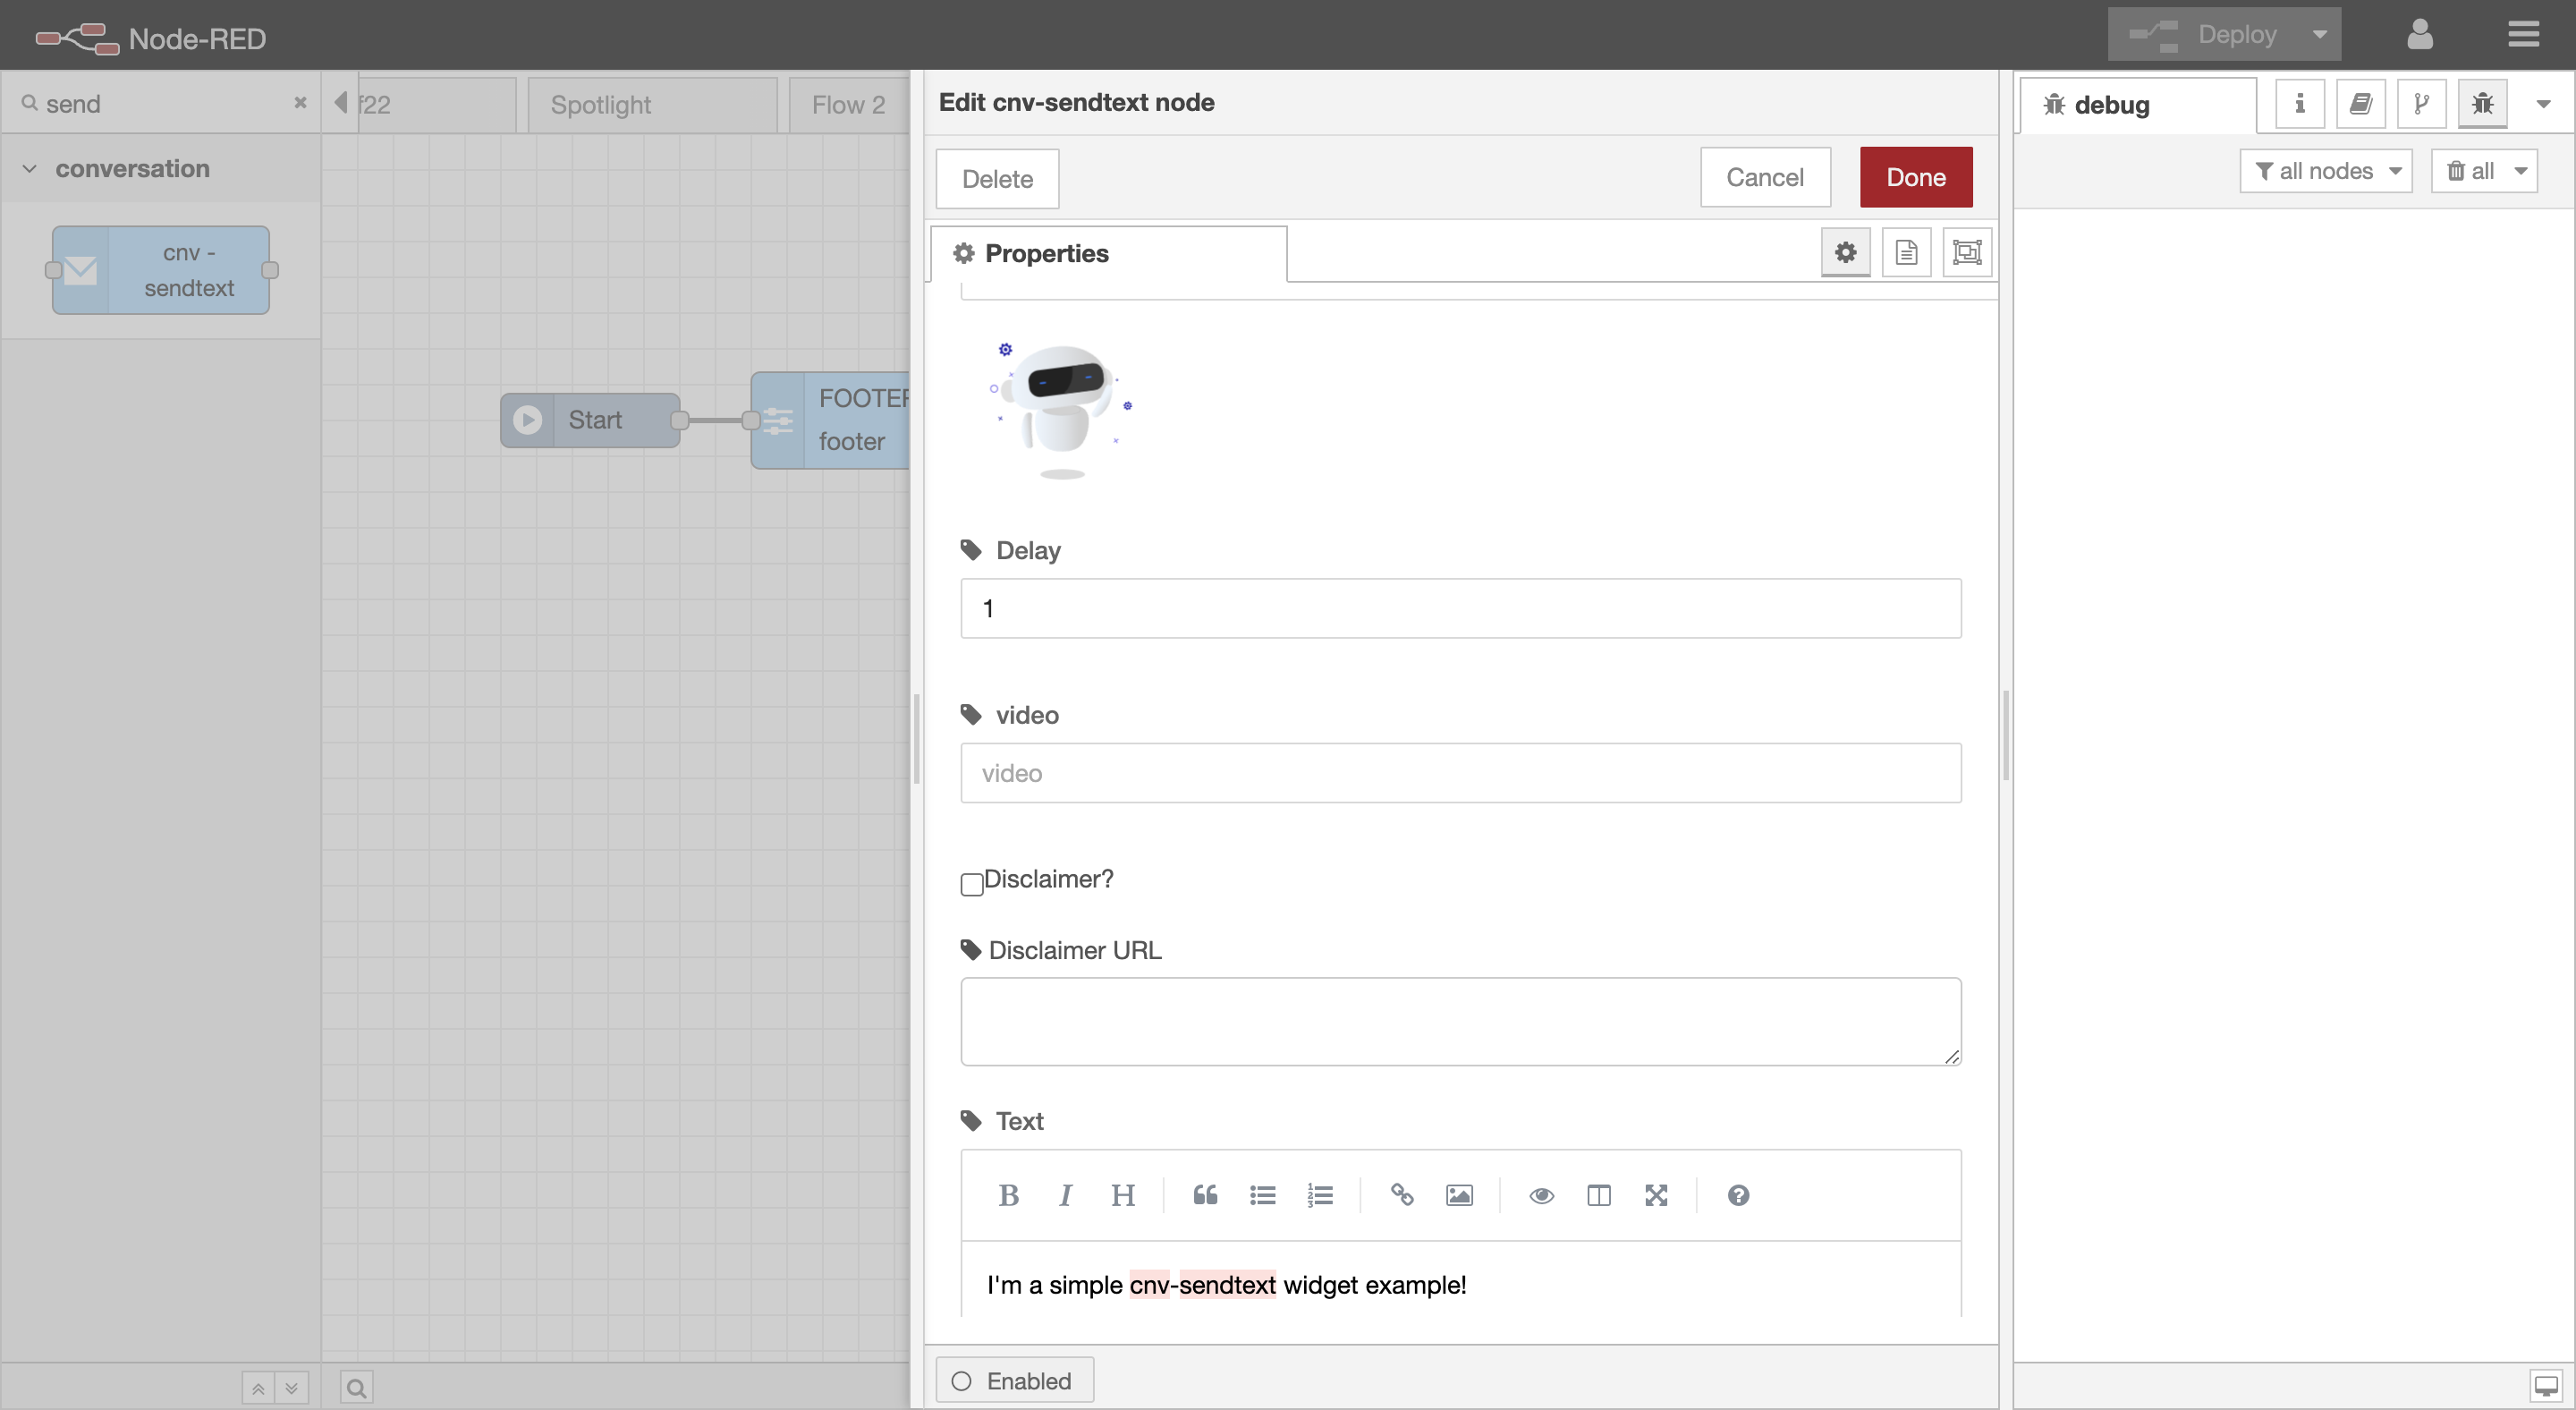 Node-RED
Deploy
send
f22
Spotlight
Flow 2
conversation
cnv -
sendtext
Start
FOOTER
footer
Edit cnv-sendtext node
Delete
Cancel
Done
Properties
Delay
1
video
video
Disclaimer?
Disclaimer URL
Text
B I H
I'm a simple cnv-sendtext widget example!
Enabled
debug
all nodes
all